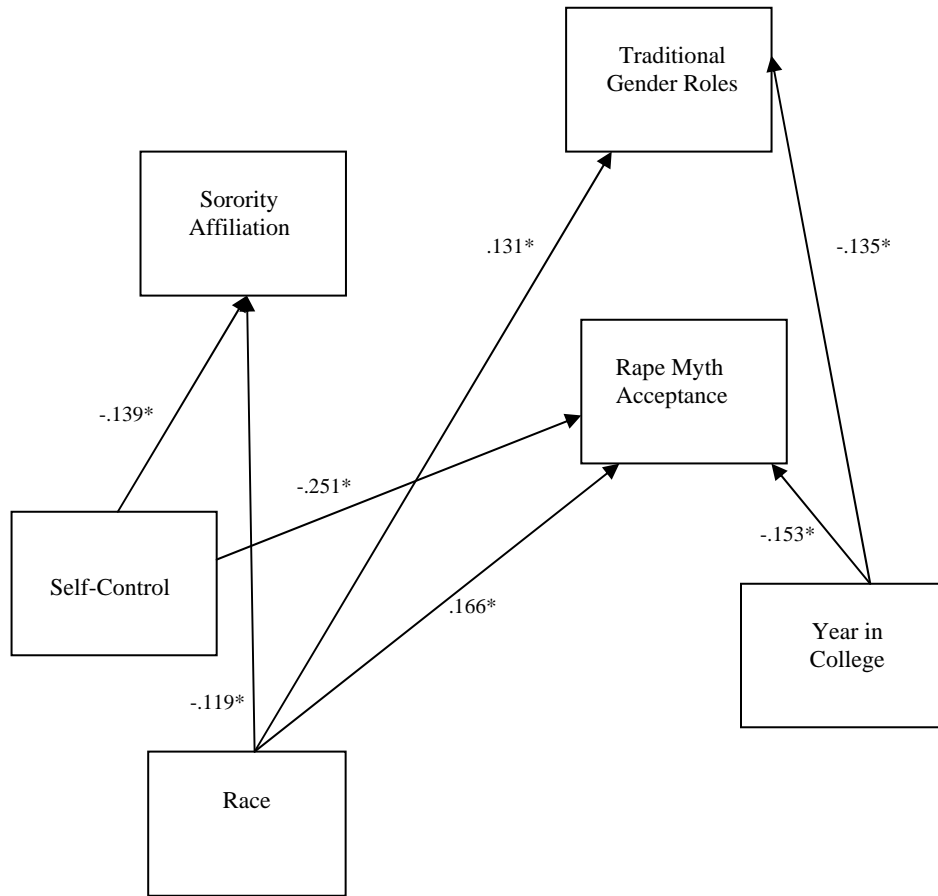 Traditional
Gender Roles
Sorority
Affiliation
.131*
-.135*
Rape Myth
Acceptance
-.139*
-.251*
-.153*
Self-Control
.166*
Year in
College
-.119*
Race